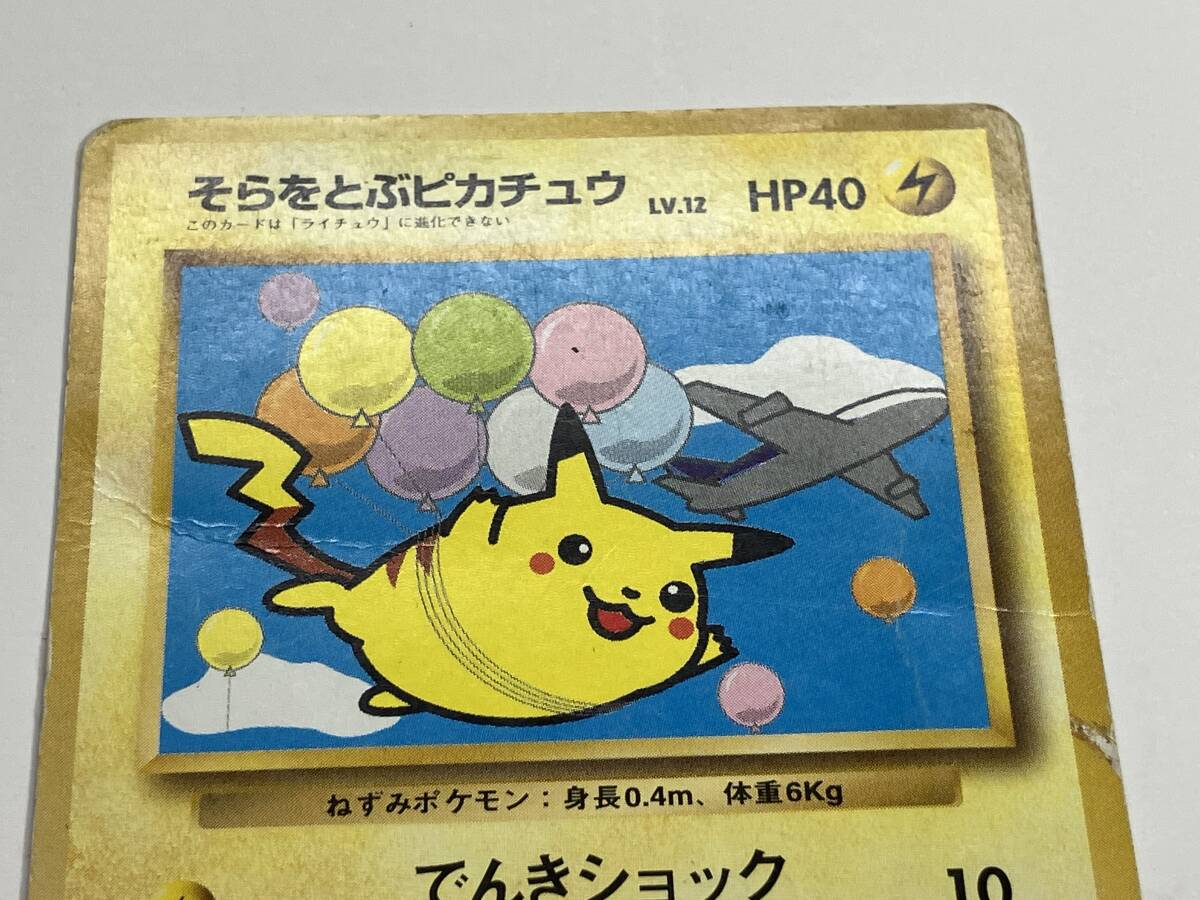 そらをとぶピカチュウ LV.12 HP40
このカードは「ライチュウ」に進化できない
ねずみポケモン：身長0.4m、体重6Kg
でんきショック 10